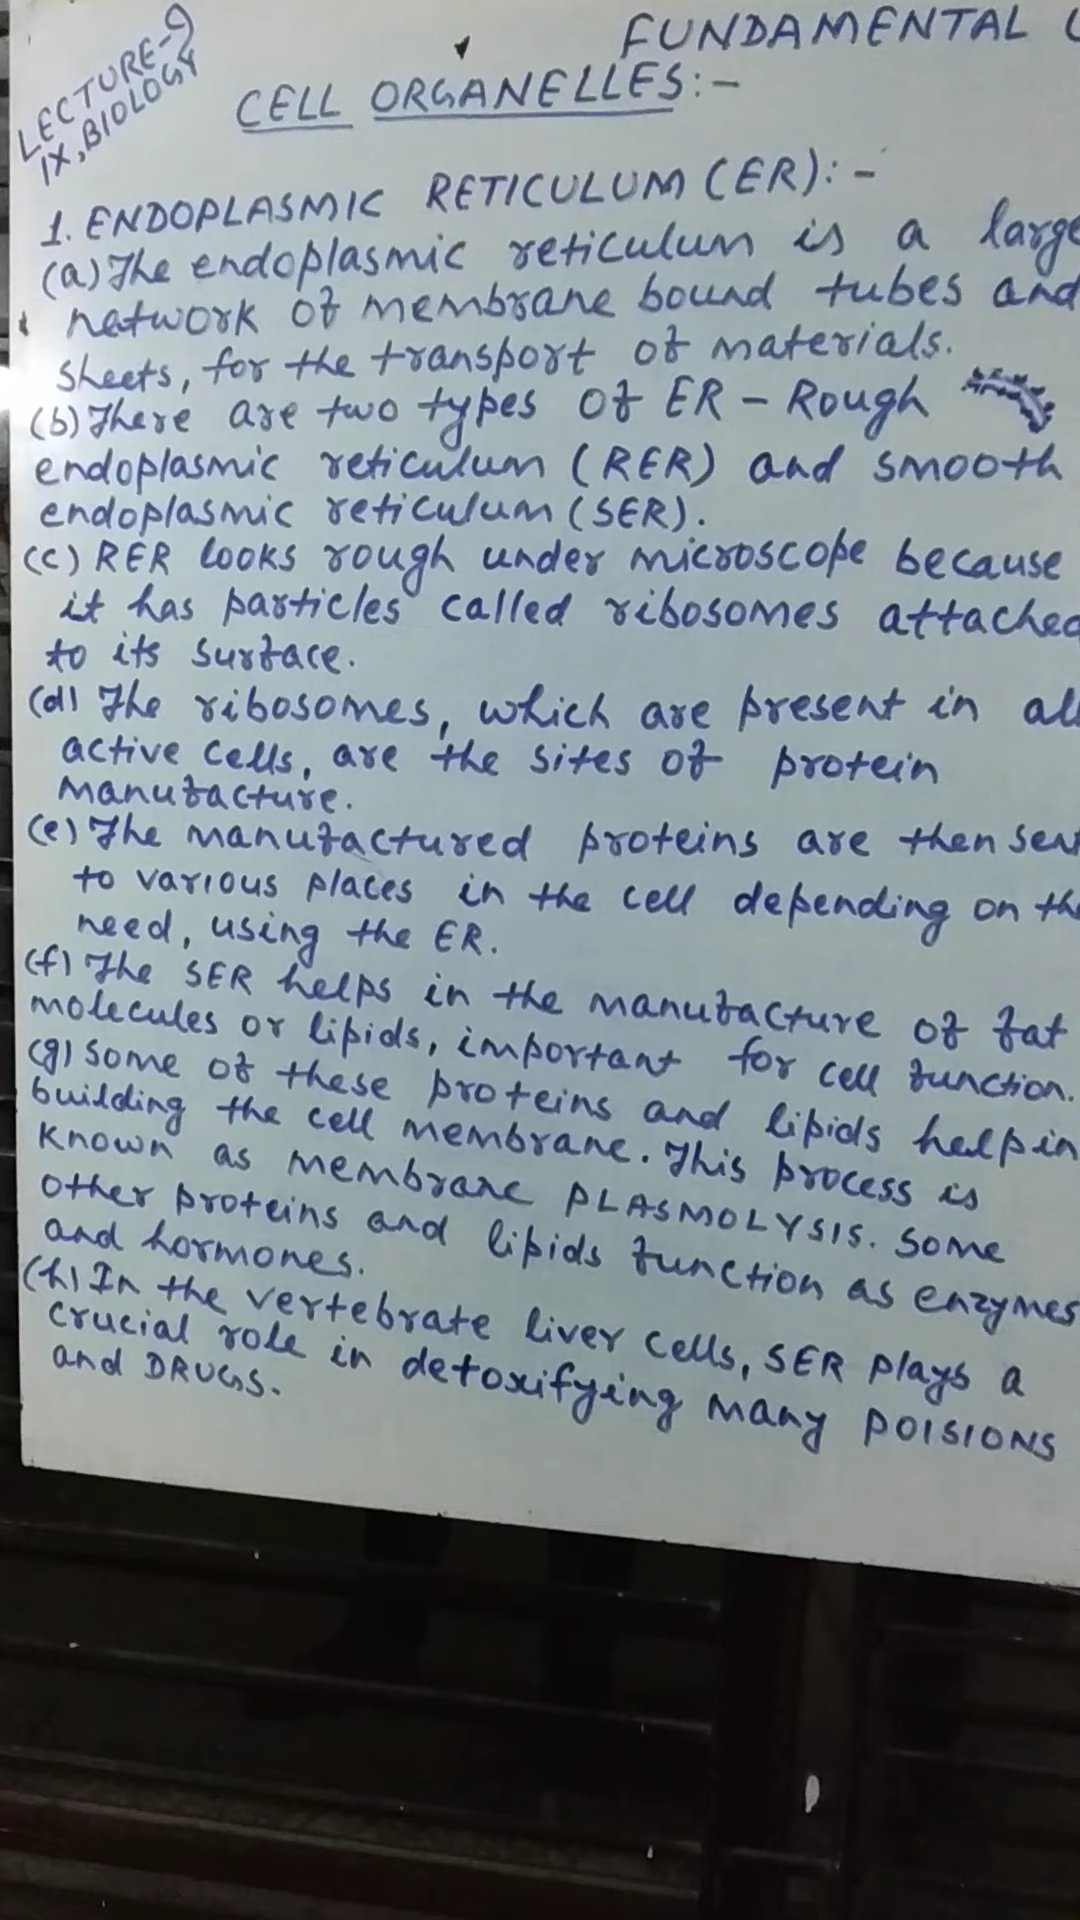 LECTURE-9
IX, BIOLOGY
FUNDAMENTAL
CELL ORGANELLES:-
1. ENDOPLASMIC RETICULUM (ER):-
(a) The endoplasmic reticulum is a large
network of membrane bound tubes and
sheets, for the transport of materials.
(b) There are two types of ER - Rough
endoplasmic reticulum (RER) and smooth
endoplasmic reticulum (SER).
(c) RER looks rough under microscope because
it has particles called ribosomes attached
to its surface.
(d) The ribosomes, which are present in all
active cells, are the sites of protein
manufacture.
(e) The manufactured proteins are then sent
to various places in the cell depending on the
need, using the ER.
(f) The SER helps in the manufacture of fat
molecules or lipids, important for cell function.
(g) Some of these proteins and lipids help in
building the cell membrane. This process is
known as membrane PLASMOLYSIS. Some
other proteins and lipids function as enzymes
and hormones.
(h) In the vertebrate liver cells, SER plays a
crucial role in detoxifying many POISIONS
and DRUGS.